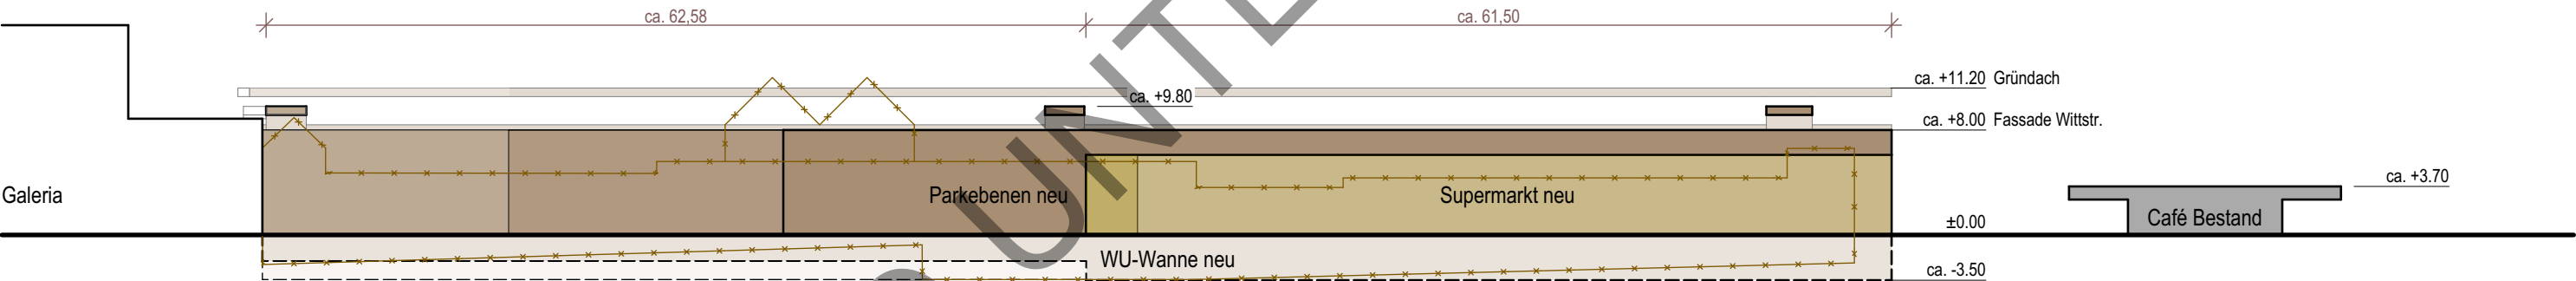 ca. 62,58
ca. 61,50
ca. +11.20 Gründach
ca. +9.80
ca. +8.00 Fassade Wittstr.
ca. +3.70
Galeria
Parkebenen neu
Supermarkt neu
±0.00
Café Bestand
WU-Wanne neu
ca. -3.50
UNTE